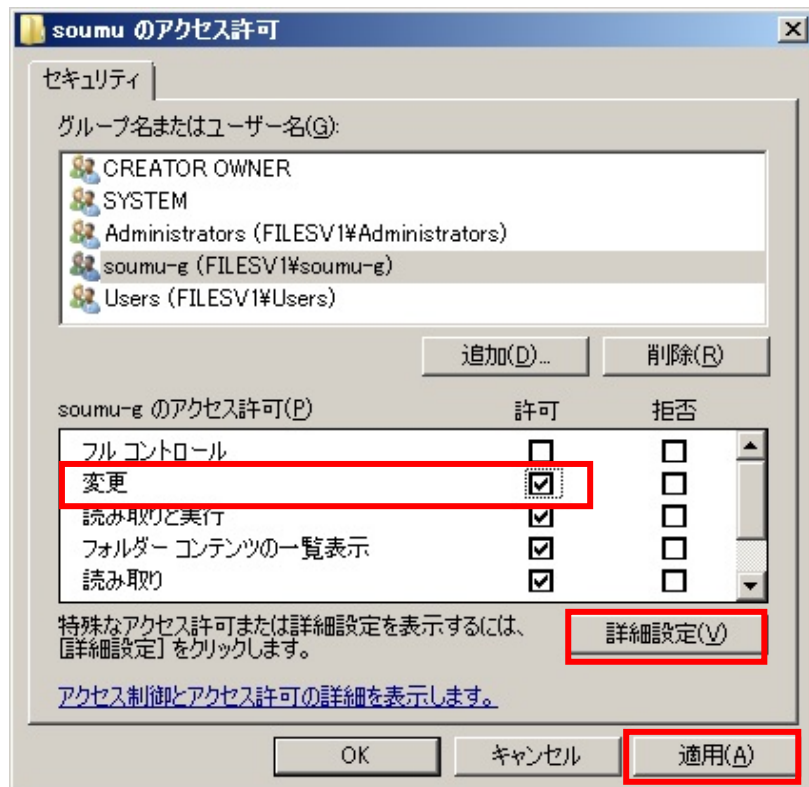 soumu のアクセス許可
セキュリティ
グループ名またはユーザー名(G):
CREATOR OWNER
SYSTEM
Administrators (FILESV1¥Administrators)
soumu-g (FILESV1¥soumu-g)
Users (FILESV1¥Users)
追加(D)... 削除(R)
soumu-g のアクセス許可(P) 許可 拒否
フル コントロール
変更
読み取りと実行
フォルダー コンテンツの一覧表示
読み取り
特殊なアクセス許可または詳細設定を表示するには、 詳細設定(V)
[詳細設定] をクリックします。
アクセス制御とアクセス許可の詳細を表示します。
OK キャンセル 適用(A)